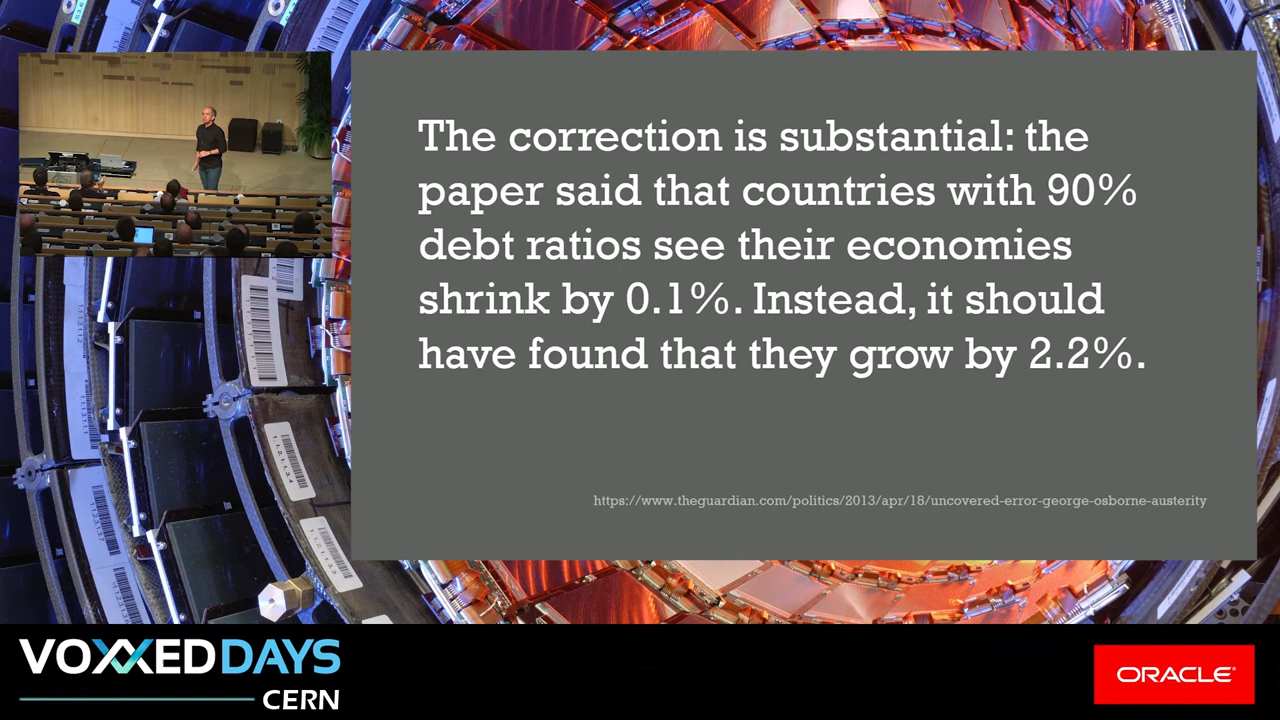 The correction is substantial: the
paper said that countries with 90%
debt ratios see their economies
shrink by 0.1%. Instead, it should
have found that they grow by 2.2%.
https://www.theguardian.com/politics/2013/apr/18/uncovered-error-george-osborne-austerity
VOXXED DAYS
CERN
ORACLE®